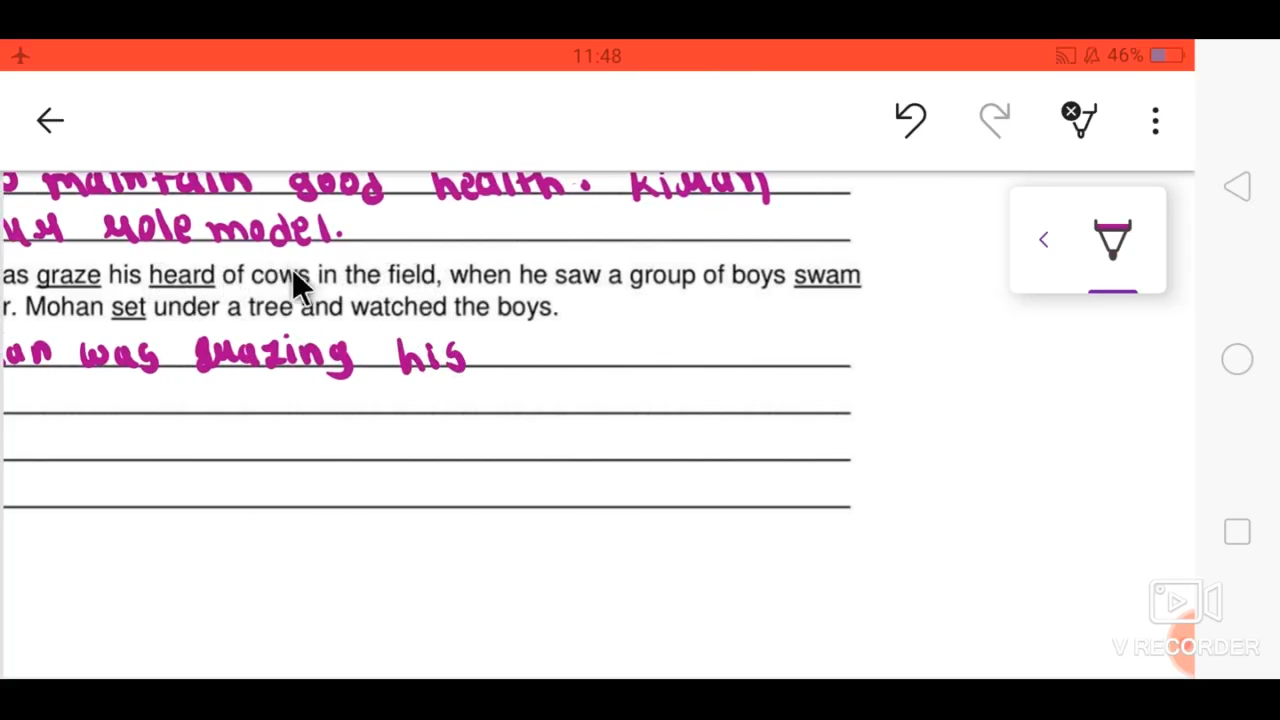 11:48
46%
maintain good health. Kiran
role model.
as graze his heard of cows in the field, when he saw a group of boys swam
r. Mohan set under a tree and watched the boys.
an was grazing his
V RECORDER